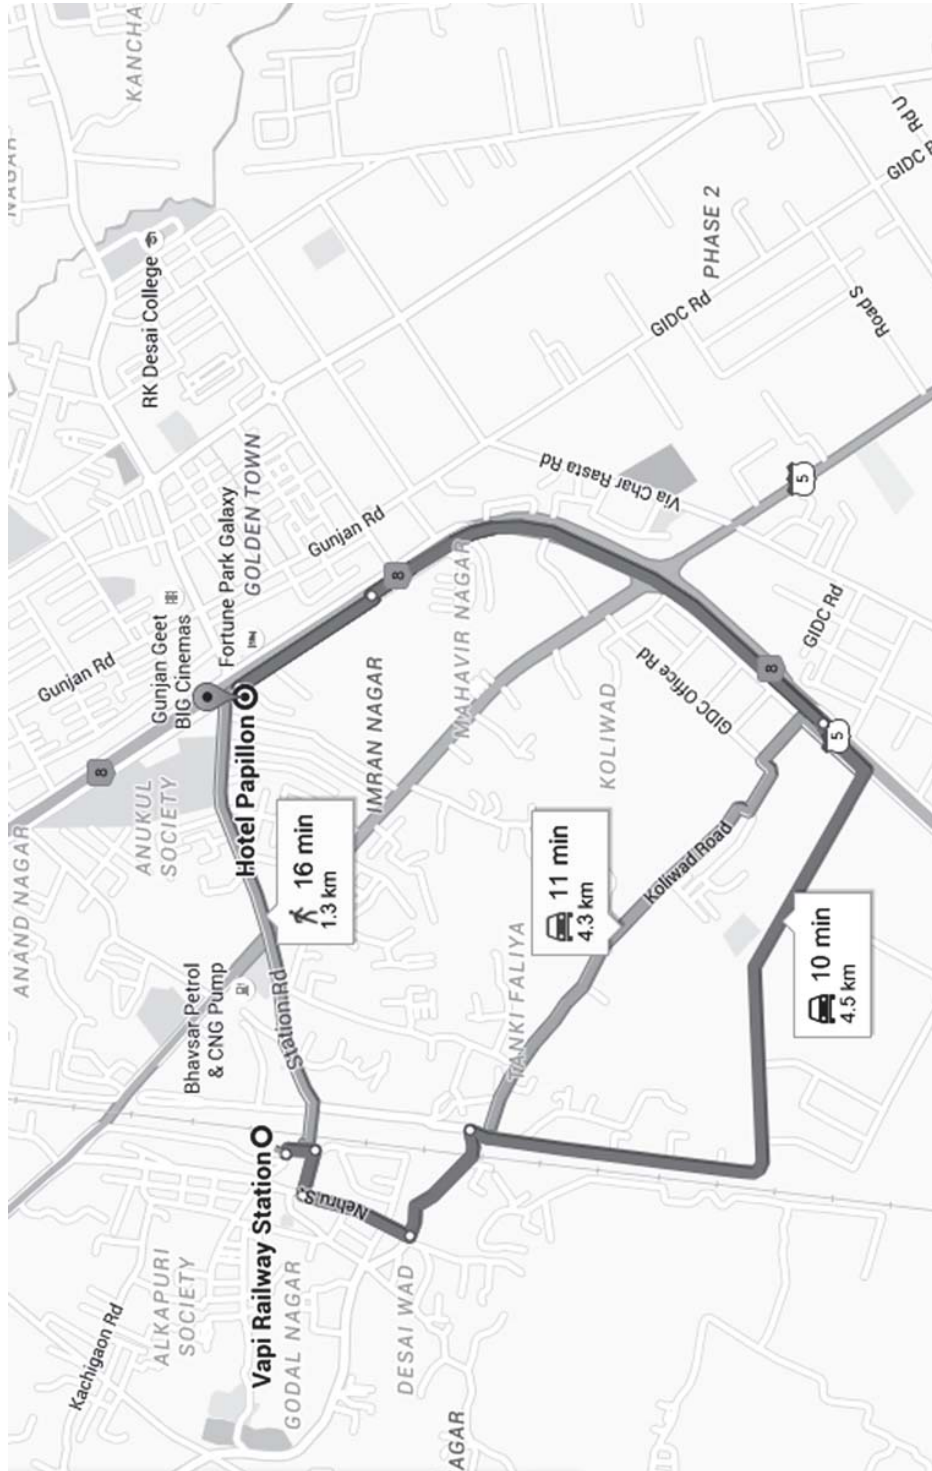 KANCHA
NAGAR
RK Desai College
PHASE 2
Rd U
GIDC R
GIDC Rd
Road S
Via Char Rasta Rd
5
Gunjan Rd
GOLDEN TOWN
Fortune Park Galaxy
Gunjan Geet
BIG Cinemas
Gunjan Rd
8
8
Hotel Papillon
ANUKUL
SOCIETY
ANAND NAGAR
IMRAN NAGAR
MAHAVIR NAGAR
KOLIWAD
GIDC Office Rd
GIDC Rd
8
5
16 min
1.3 km
11 min
4.3 km
Koliwad Road
10 min
4.5 km
Bhavsar Petrol
& CNG Pump
Station Rd
TANKI FALIYA
Vapi Railway Station
Nehru S
ALKAPURI
SOCIETY
Kachigaon Rd
GODAL NAGAR
DESAI WAD
AGAR